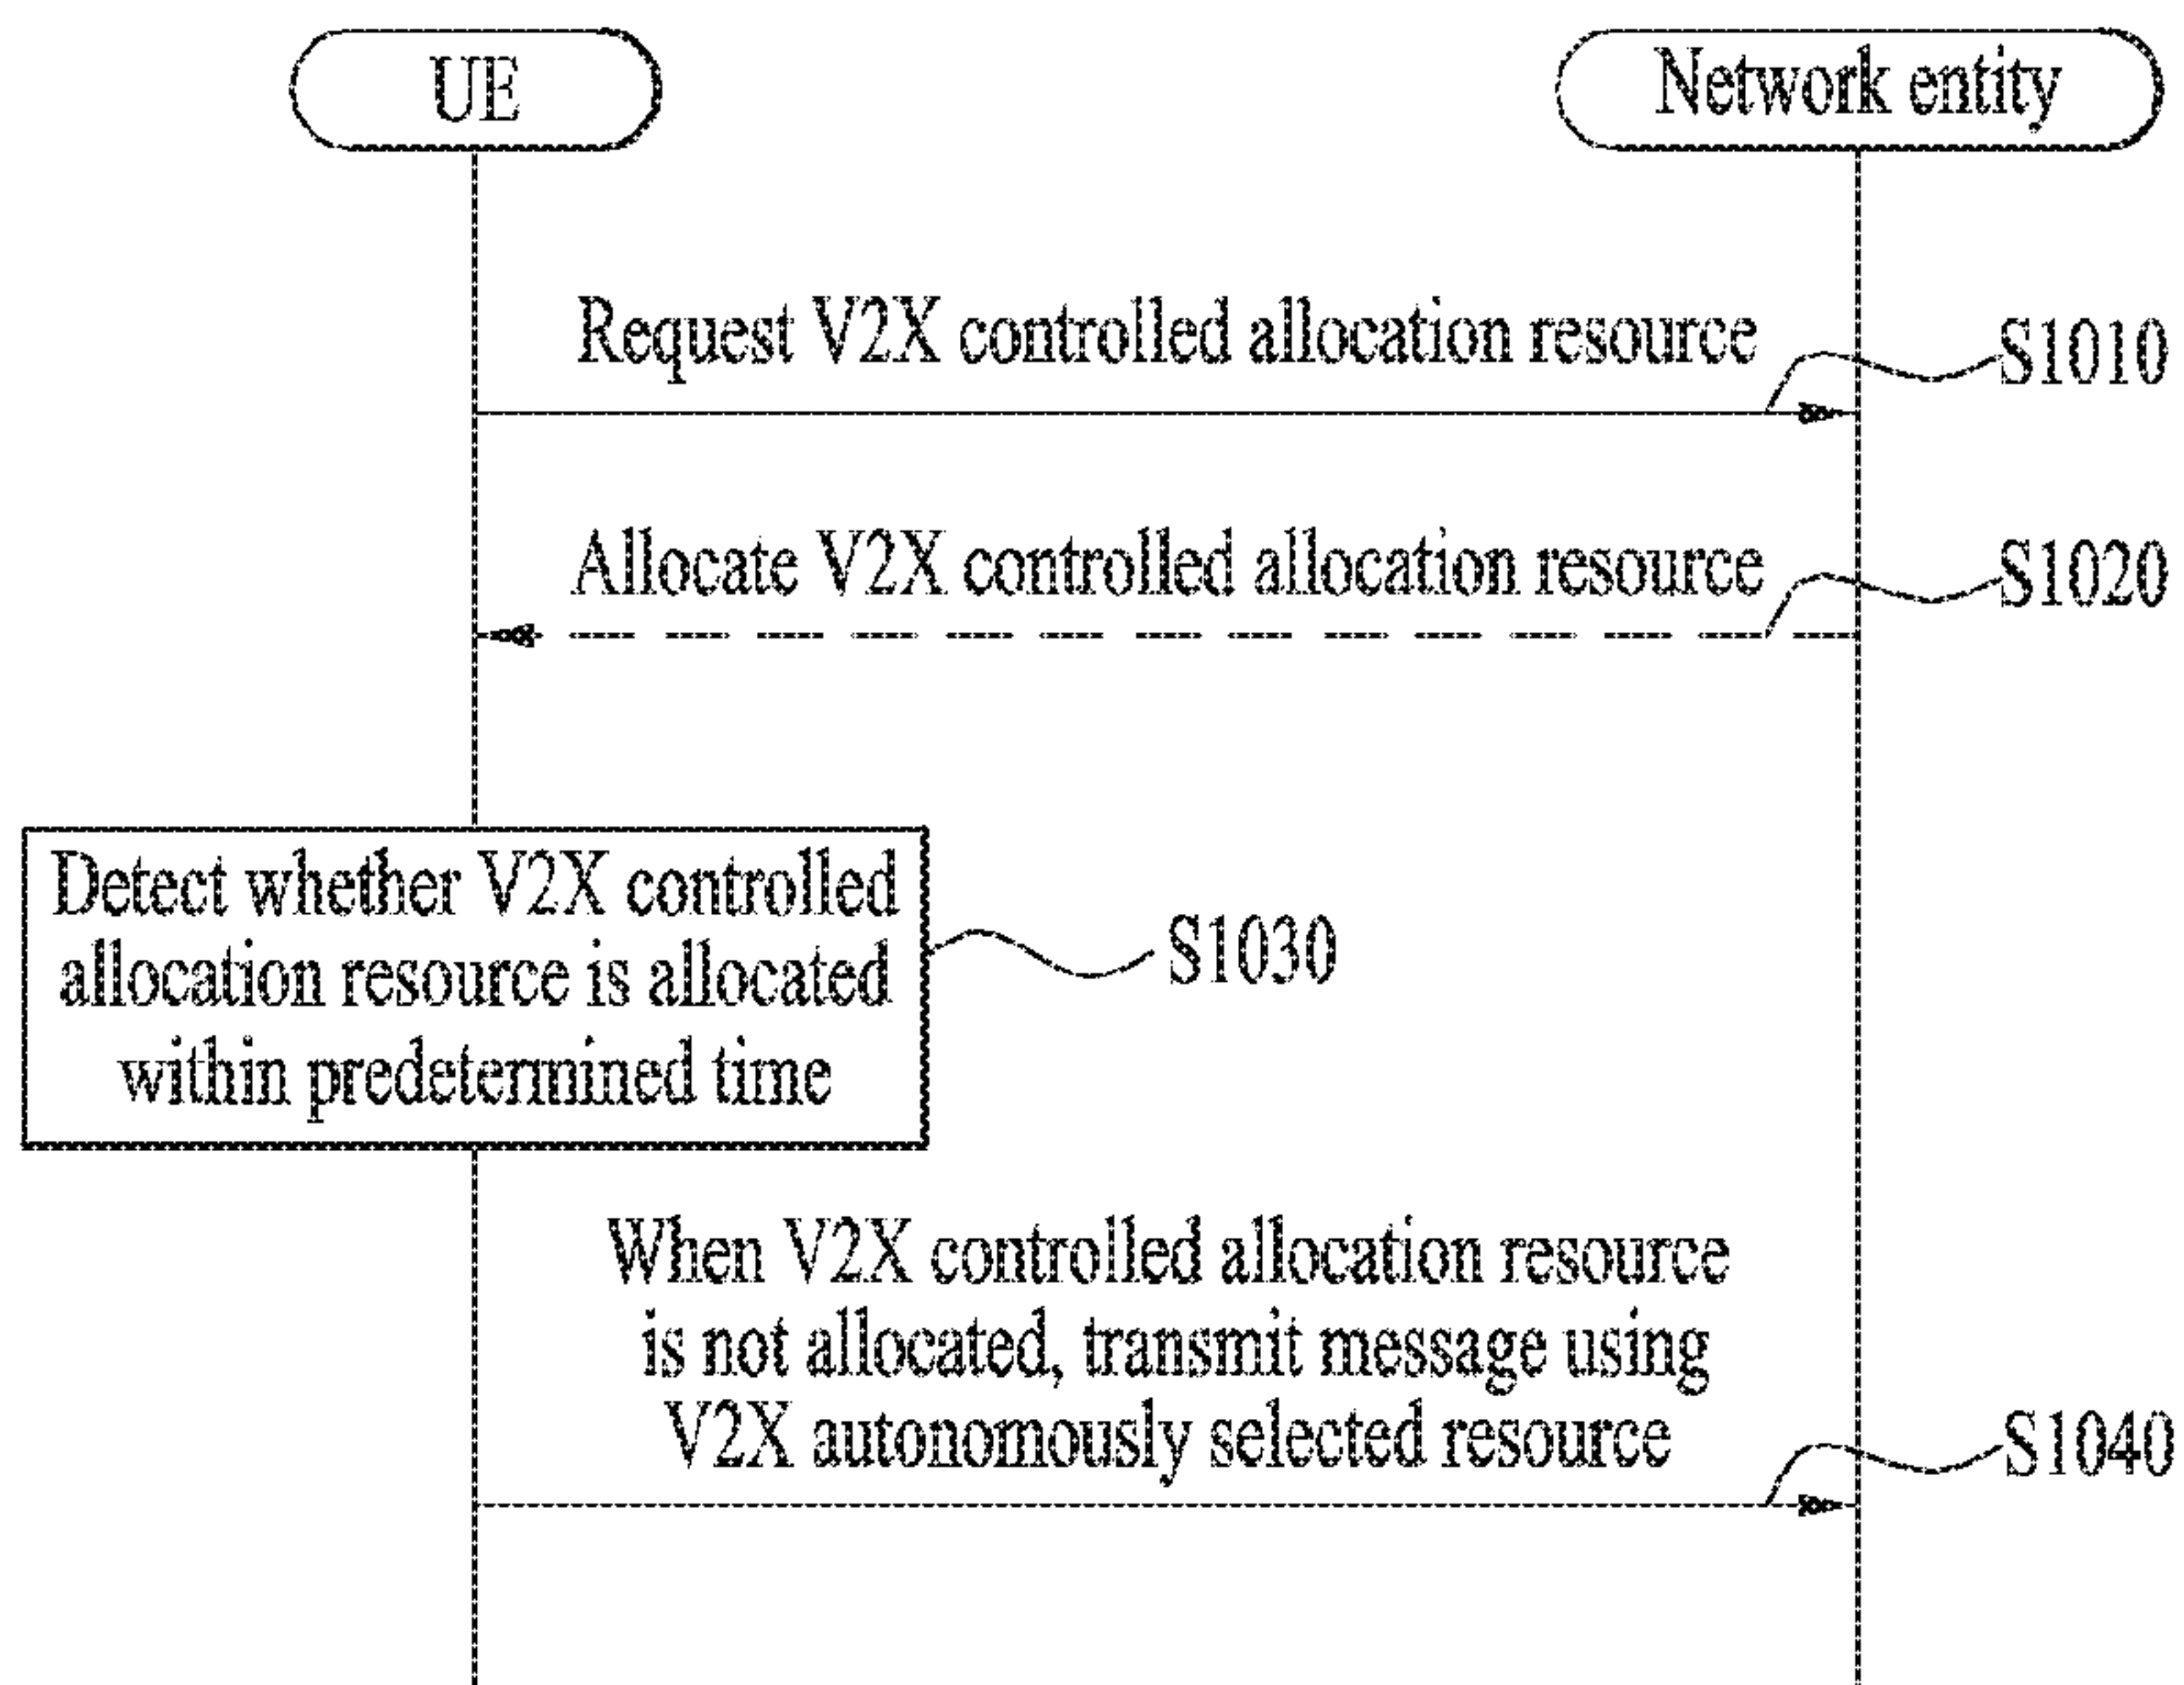 UE
Network entity
Request V2X controlled allocation resource
S1010
Allocate V2X controlled allocation resource
S1020
Detect whether V2X controlled
allocation resource is allocated
within predetermined time
S1030
When V2X controlled allocation resource
is not allocated, transmit message using
V2X autonomously selected resource
S1040